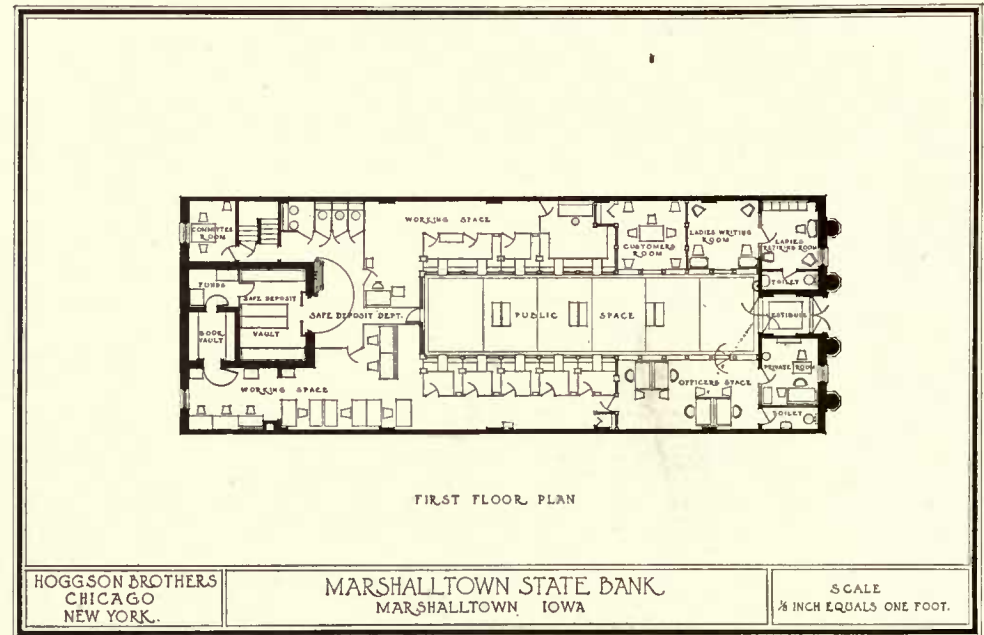 COMMITTEE
ROOM
WORKING SPACE
CUSTOMERS
ROOM
LADIES WRITING
ROOM
LADIES
RETIRING ROOM
TOILET
FUNDS
SAFE DEPOSIT
VAULT
BOOK
VAULT
SAFE DEPOSIT DEPT.
PUBLIC SPACE
VESTIBULE
WORKING SPACE
OFFICERS SPACE
PRIVATE ROOM
TOILET
FIRST FLOOR PLAN
HOGGSON BROTHERS
CHICAGO
NEW YORK.
MARSHALLTOWN STATE BANK
MARSHALLTOWN IOWA
SCALE
⅛ INCH EQUALS ONE FOOT.